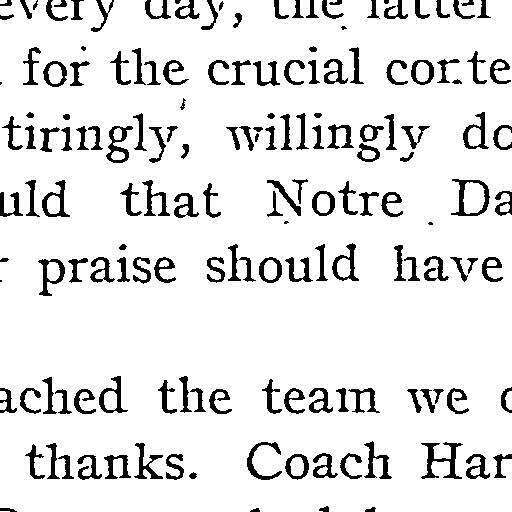 every day, the latter
for the crucial conte
tiringly, willingly do
uld that Notre Da
r praise should have
ached the team we o
thanks. Coach Har